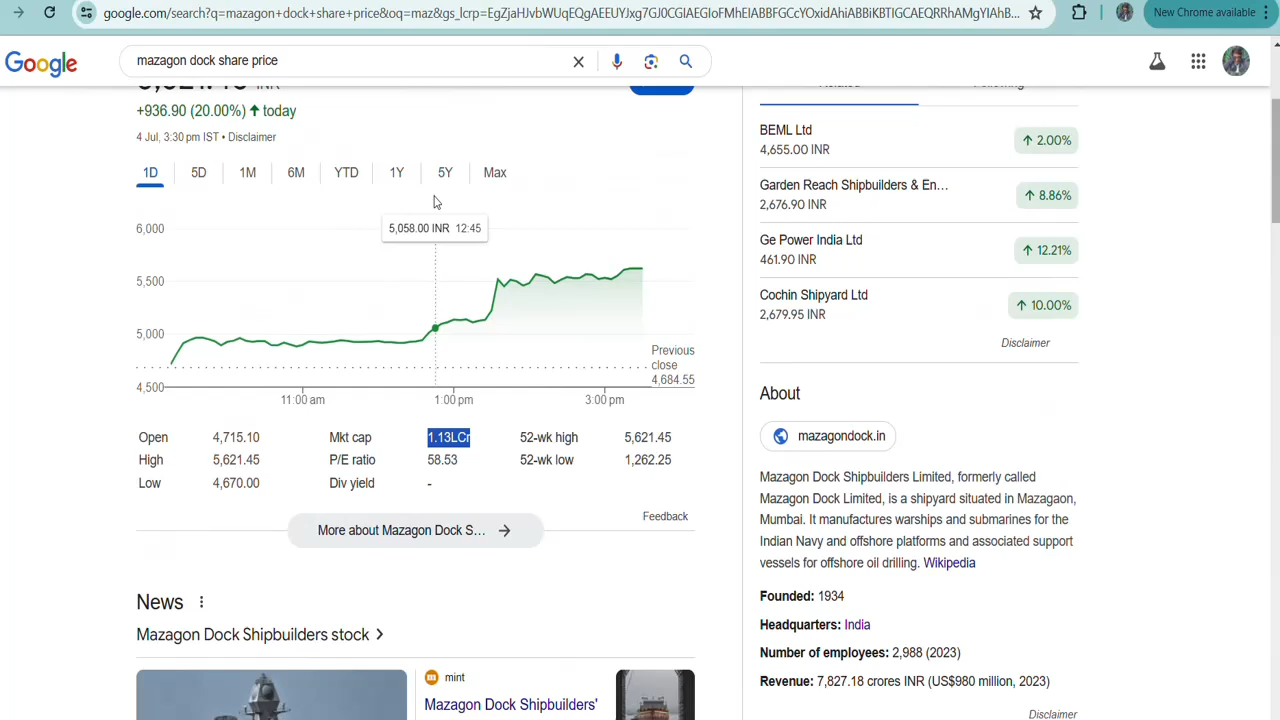 google.com/search?q=mazagon+dock+share+price&oq=maz&gs_lcrp=EgZjaHJvbWUqEQgAEEUYJxg7GJ0CGIAEGIoFMhEIABBFGCcYOxidAhiABBiKBTIGCAEQRRhAMgYIAhB...
New Chrome available
Google
mazagon dock share price
+936.90 (20.00%) ↑ today
4 Jul, 3:30 pm IST • Disclaimer
1D 5D 1M 6M YTD 1Y 5Y Max
5,058.00 INR 12:45
6,000
5,500
5,000
4,500
Previous
close
4,684.55
11:00 am 1:00 pm 3:00 pm
Open 4,715.10 Mkt cap 1.13LCr 52-wk high 5,621.45
High 5,621.45 P/E ratio 58.53 52-wk low 1,262.25
Low 4,670.00 Div yield -
Feedback
More about Mazagon Dock S... →
News
Mazagon Dock Shipbuilders stock >
mint
Mazagon Dock Shipbuilders'
BEML Ltd
4,655.00 INR
↑ 2.00%
Garden Reach Shipbuilders & En...
2,676.90 INR
↑ 8.86%
Ge Power India Ltd
461.90 INR
↑ 12.21%
Cochin Shipyard Ltd
2,679.95 INR
↑ 10.00%
Disclaimer
About
mazagondock.in
Mazagon Dock Shipbuilders Limited, formerly called
Mazagon Dock Limited, is a shipyard situated in Mazagaon,
Mumbai. It manufactures warships and submarines for the
Indian Navy and offshore platforms and associated support
vessels for offshore oil drilling. Wikipedia
Founded: 1934
Headquarters: India
Number of employees: 2,988 (2023)
Revenue: 7,827.18 crores INR (US$980 million, 2023)
Disclaimer